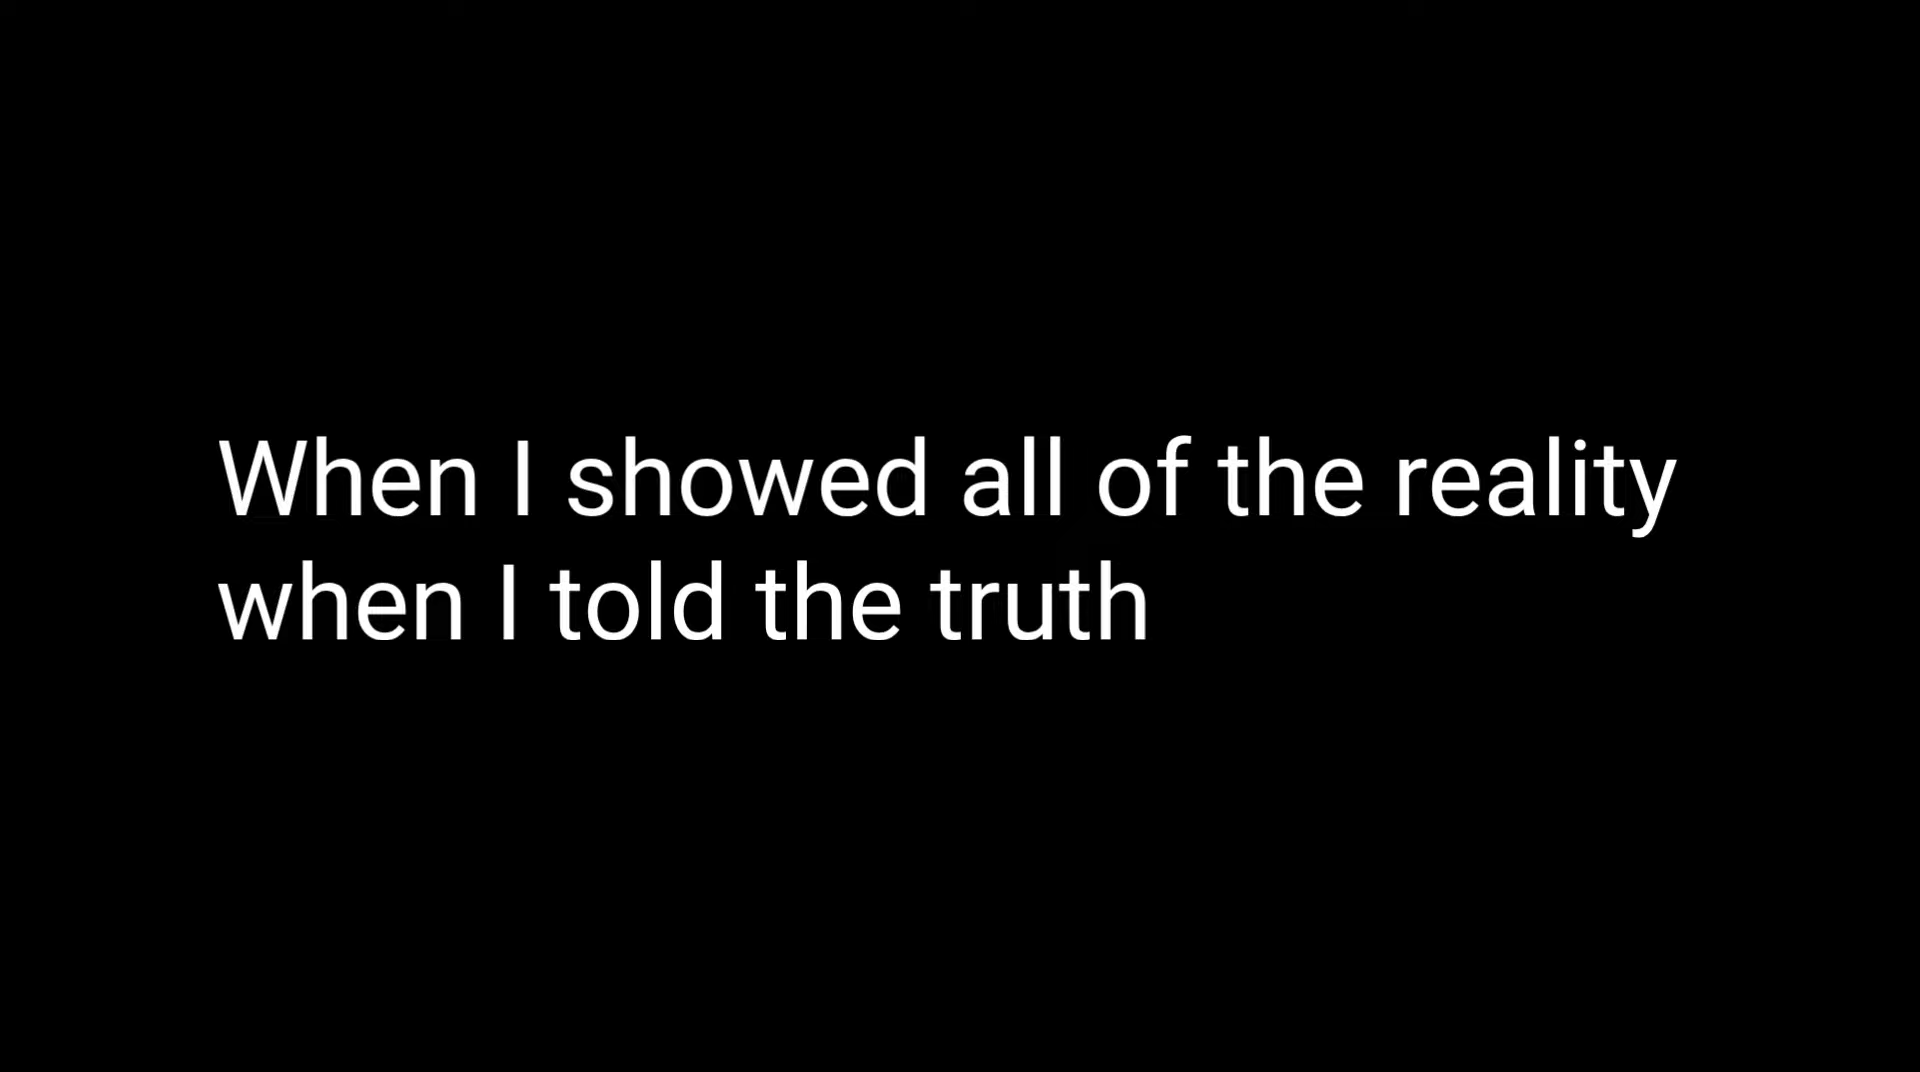 When I showed all of the reality
when I told the truth